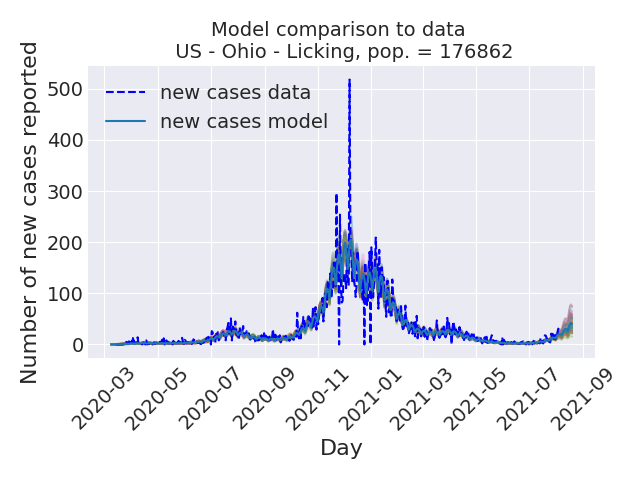 Model comparison to data
US - Ohio - Licking, pop. = 176862
Number of new cases reported
500
400
300
200
100
0
new cases data
new cases model
2020-03
2020-05
2020-07
2020-09
2020-11
2021-01
2021-03
2021-05
2021-07
2021-09
Day